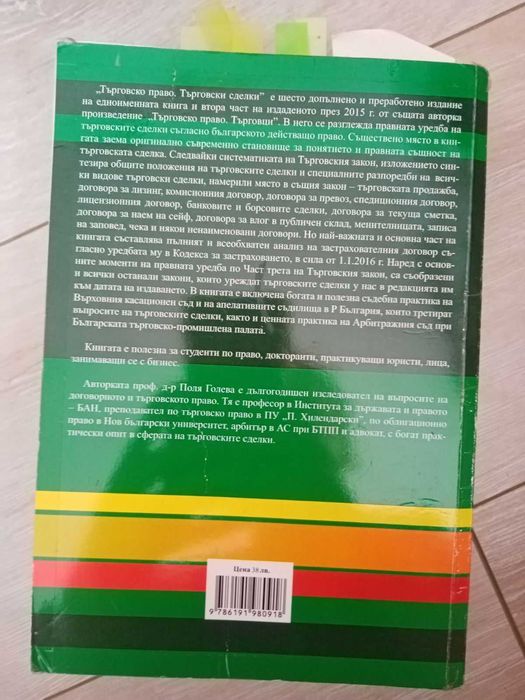 „Търговско право. Търговски сделки” е шесто допълнено и преработено издание
на едноименната книга и втора част на издаденото през 2015 г. от същата авторка
произведение „Търговско право. Търговци”. В него се разглежда правната уредба на
търговските сделки съгласно българското действащо право. Съществено място в кни-
гата заема оригинално съвременно становище за понятието и правната същност на
търговската сделка. Следвайки систематиката на Търговския закон, изложението син-
тезира общите положения на търговските сделки и специалните разпоредби на всич-
ки видове търговски сделки, намерили място в същия закон – търговската продажба,
договора за лизинг, комисионния договор, договора за превоз, спедиционния договор,
лицензионния договор, банковите и борсовите сделки, договора за текуща сметка,
договора за наем на сейф, договора за влог в публичен склад, менителницата, записа
на заповед, чека и някои ненаименовани договори. Но най-важната и основна част на
книгата съставлява пълният и всеобхватен анализ на застрахователния договор съ-
гласно уредбата му в Кодекса за застраховането, в сила от 1.1.2016 г. Наред с основ-
ните моменти на правната уредба по Част трета на Търговския закон, са съобразени
и всички останали закони, които уреждат търговските сделки у нас в редакцията им
към датата на издаването. В книгата е включена богата и полезна съдебна практика на
Върховния касационен съд и на апелативните съдилища в Р България, които третират
въпросите на търговските сделки, както и ценната практика на Арбитражния съд при
Българската търговско-промишлена палата.
Книгата е полезна за студенти по право, докторанти, практикуващи юристи, лица,
занимаващи се с бизнес.
Авторката проф. д-р Поля Голева е дългогодишен изследовател на въпросите на
договорното и търговското право. Тя е професор в Института за държавата и правото
– БАН, преподавател по търговско право в ПУ „П. Хилендарски”, по облигационно
право в Нов български университет, арбитър в АС при БТПП и адвокат, с богат прак-
тически опит в сферата на търговските сделки.
Цена 38 лв.
9 786191 980918